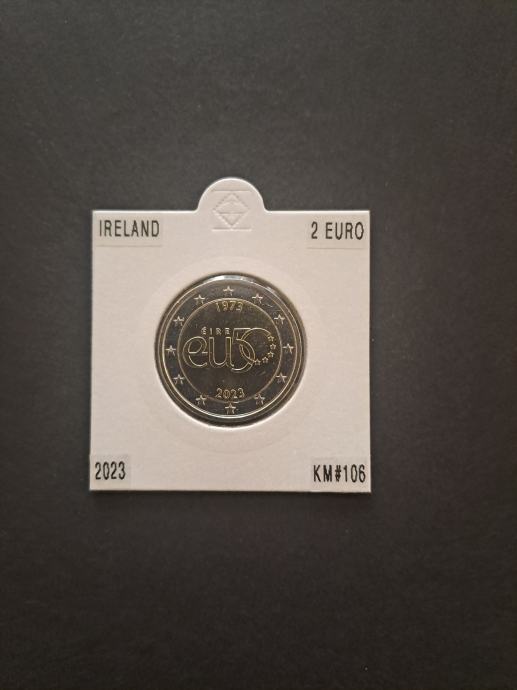 IRELAND
2 EURO
1973
ÉIRE
eu50
2023
2023
KM#106